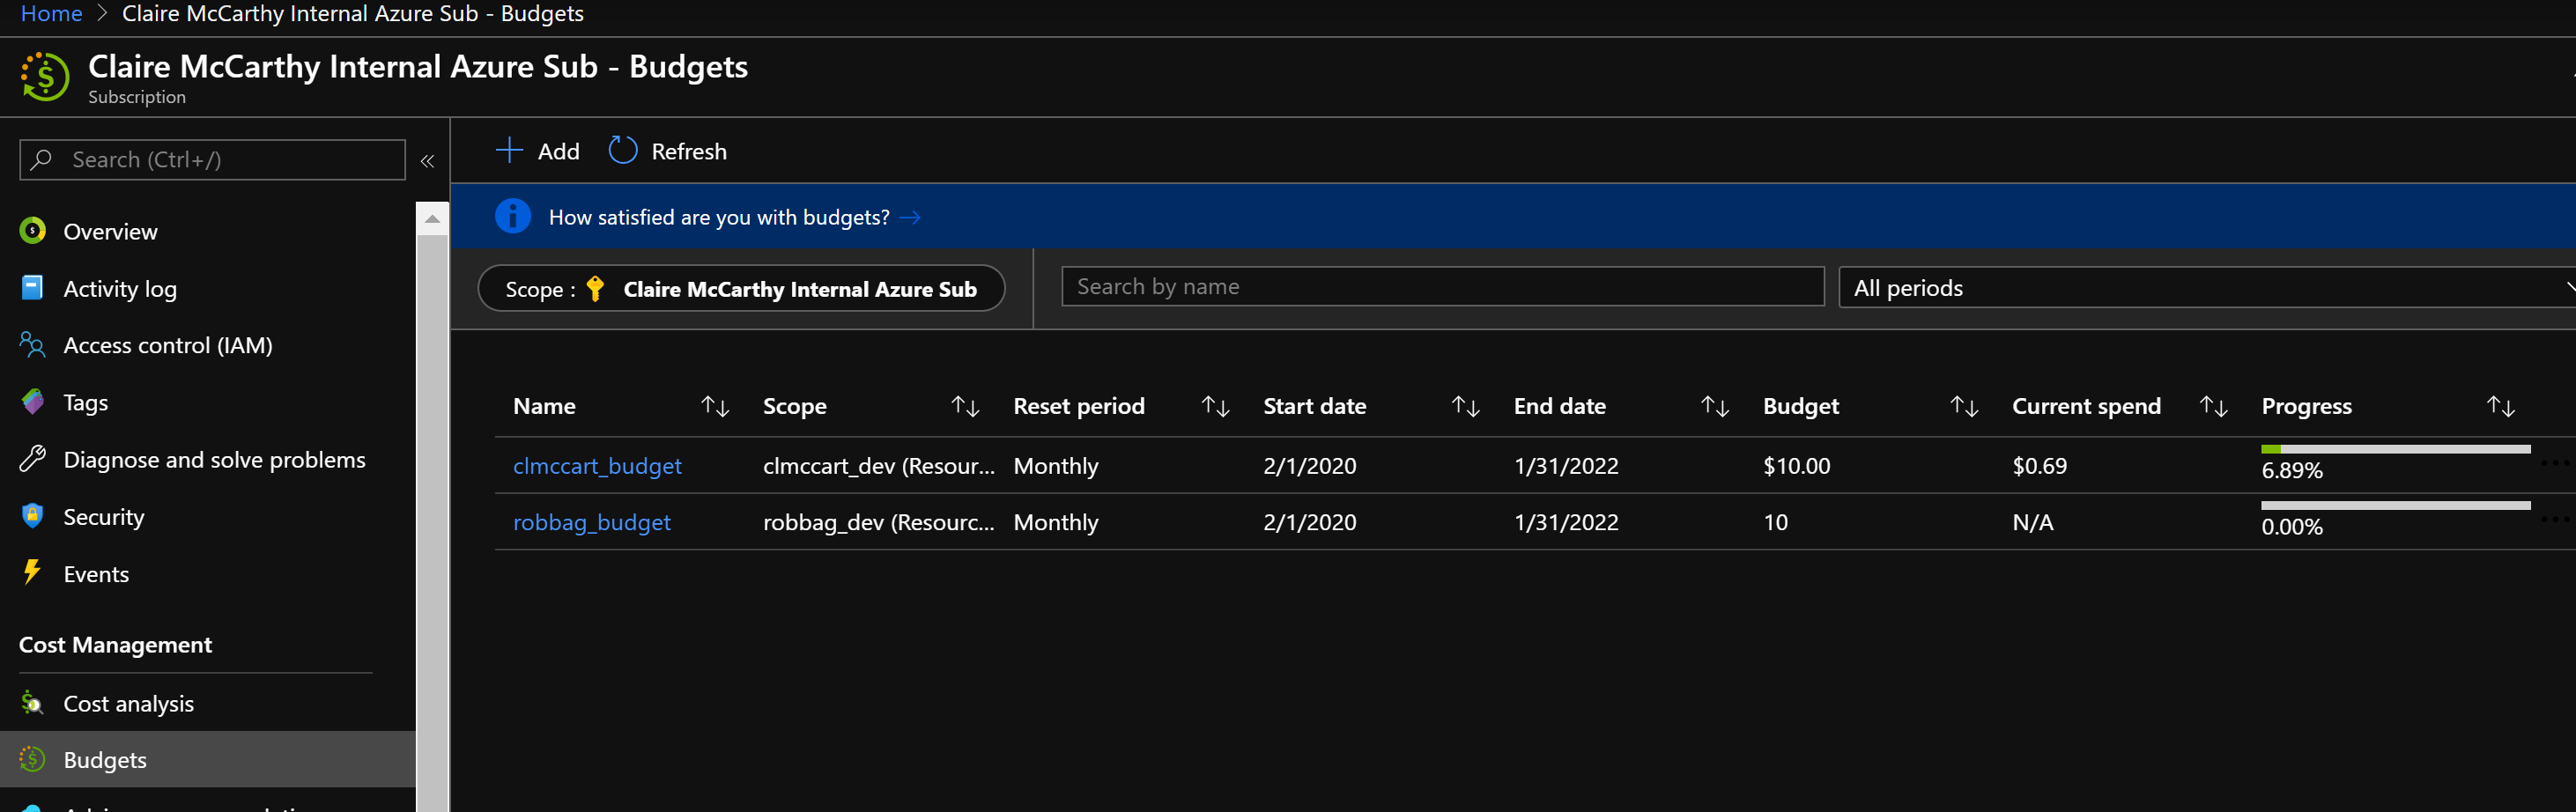 Home > Claire McCarthy Internal Azure Sub - Budgets
Claire McCarthy Internal Azure Sub - Budgets
Subscription
Search (Ctrl+/)
«
Overview
Activity log
Access control (IAM)
Tags
Diagnose and solve problems
Security
Events
Cost Management
Cost analysis
Budgets
Add
Refresh
How satisfied are you with budgets? →
Scope : Claire McCarthy Internal Azure Sub
Search by name
All periods
Name Scope Reset period Start date End date Budget Current spend Progress
clmccart_budget clmccart_dev (Resour... Monthly 2/1/2020 1/31/2022 $10.00 $0.69 6.89%
robbag_budget robbag_dev (Resourc... Monthly 2/1/2020 1/31/2022 10 N/A 0.00%